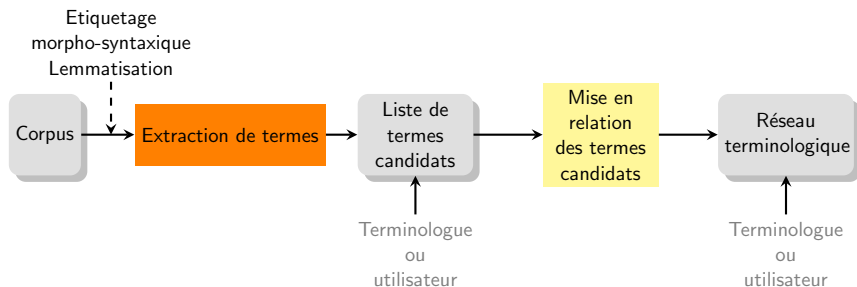 Etiquetage
morpho-syntaxique
Lemmatisation
Corpus
Extraction de termes
Liste de
termes
candidats
Mise en
relation
des termes
candidats
Réseau
terminologique
Terminologue
ou
utilisateur
Terminologue
ou
utilisateur